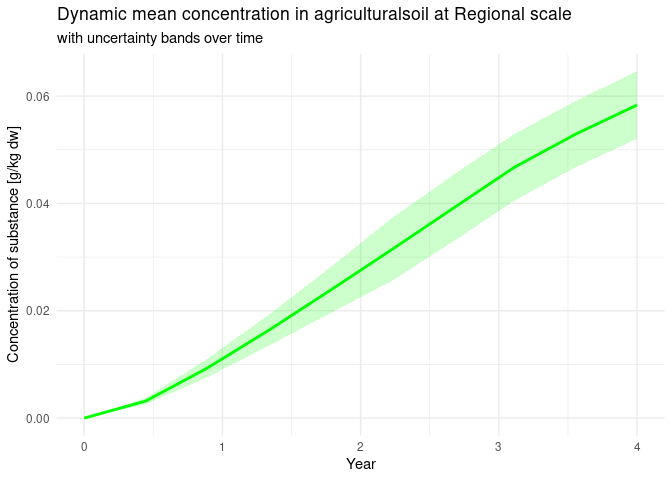 Dynamic mean concentration in agriculturalsoil at Regional scale
with uncertainty bands over time
Concentration of substance [g/kg dw]
0.06
0.04
0.02
0.00
0 1 2 3 4
Year